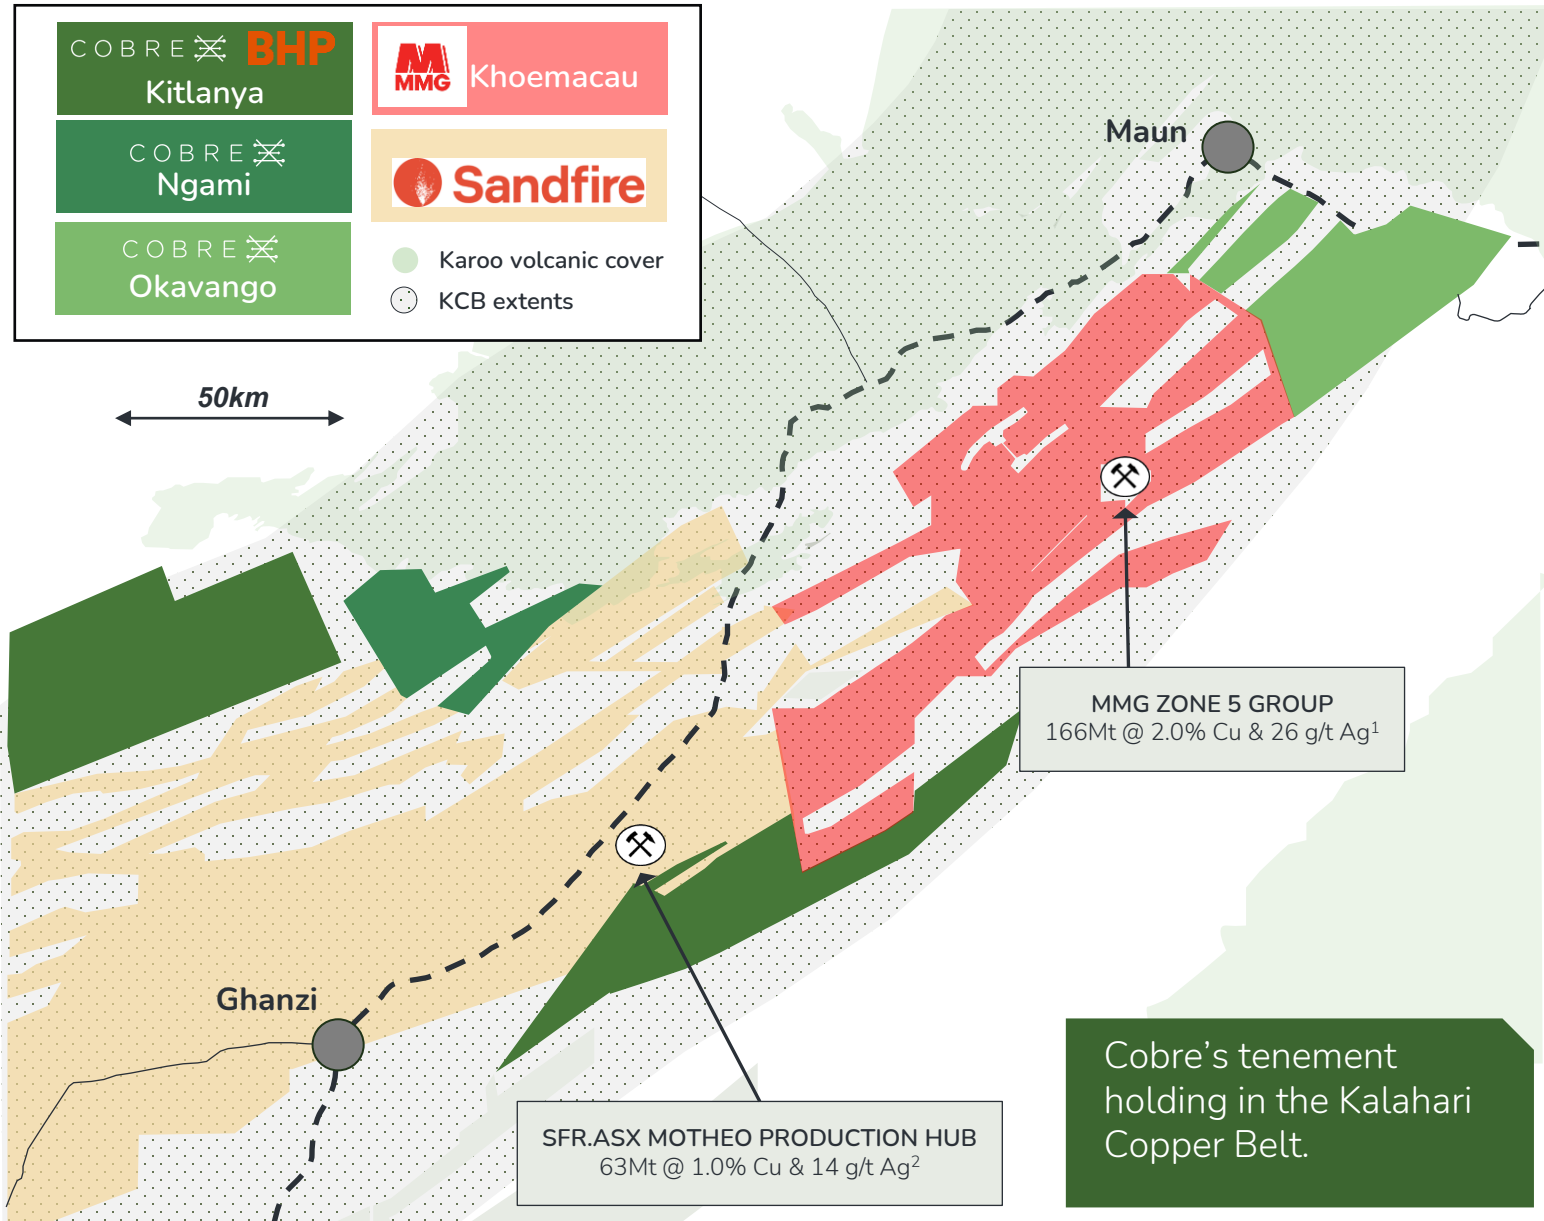 COBRE BHP
Kitlanya
MMG
Khoemacau
COBRE
Ngami
Sandfire
COBRE
Okavango
Karoo volcanic cover
KCB extents
Maun
50km
MMG ZONE 5 GROUP
166Mt @ 2.0% Cu & 26 g/t Ag¹
Ghanzi
SFR.ASX MOTHEO PRODUCTION HUB
63Mt @ 1.0% Cu & 14 g/t Ag²
Cobre’s tenement
holding in the Kalahari
Copper Belt.